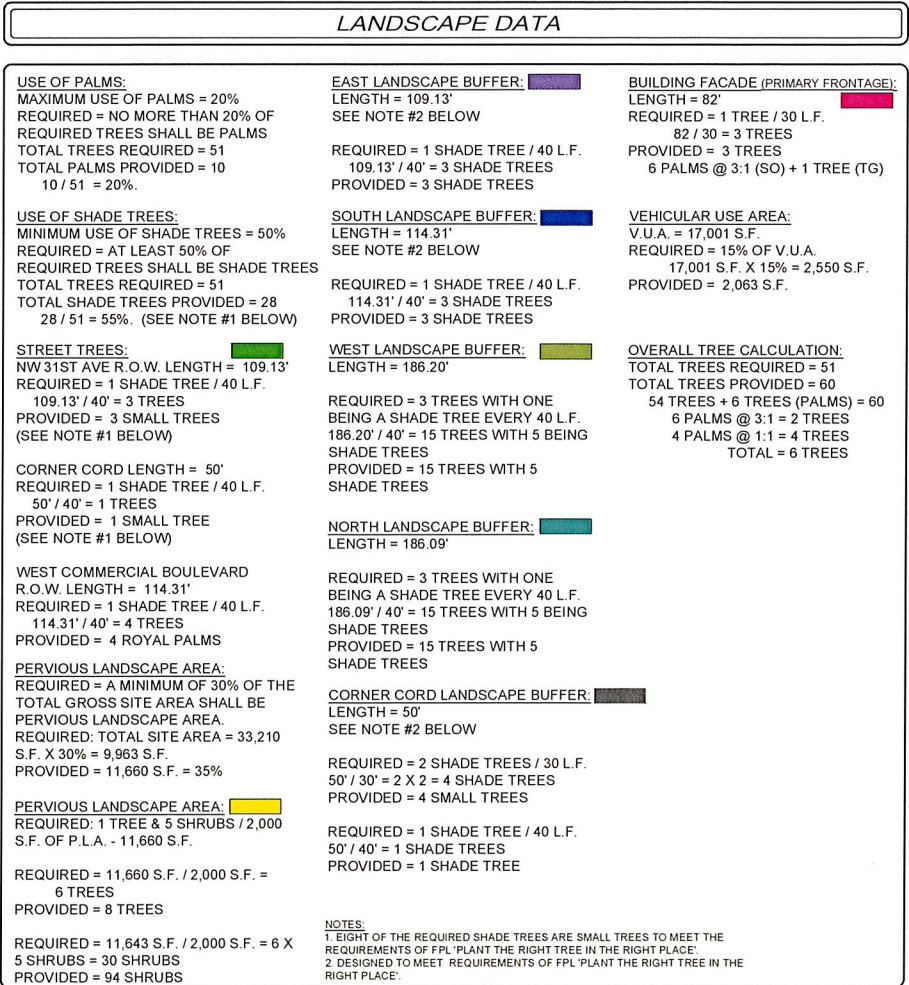 LANDSCAPE DATA
USE OF PALMS:
MAXIMUM USE OF PALMS = 20%
REQUIRED = NO MORE THAN 20% OF
REQUIRED TREES SHALL BE PALMS
TOTAL TREES REQUIRED = 51
TOTAL PALMS PROVIDED = 10
10 / 51 = 20%.
USE OF SHADE TREES:
MINIMUM USE OF SHADE TREES = 50%
REQUIRED = AT LEAST 50% OF
REQUIRED TREES SHALL BE SHADE TREES
TOTAL TREES REQUIRED = 51
TOTAL SHADE TREES PROVIDED = 28
28 / 51 = 55%. (SEE NOTE #1 BELOW)
STREET TREES:
NW 31ST AVE R.O.W. LENGTH = 109.13'
REQUIRED = 1 SHADE TREE / 40 L.F.
109.13' / 40' = 3 TREES
PROVIDED = 3 SMALL TREES
(SEE NOTE #1 BELOW)
CORNER CORD LENGTH = 50'
REQUIRED = 1 SHADE TREE / 40 L.F.
50' / 40' = 1 TREES
PROVIDED = 1 SMALL TREE
(SEE NOTE #1 BELOW)
WEST COMMERCIAL BOULEVARD
R.O.W. LENGTH = 114.31'
REQUIRED = 1 SHADE TREE / 40 L.F.
114.31' / 40' = 4 TREES
PROVIDED = 4 ROYAL PALMS
PERVIOUS LANDSCAPE AREA:
REQUIRED = A MINIMUM OF 30% OF THE
TOTAL GROSS SITE AREA SHALL BE
PERVIOUS LANDSCAPE AREA.
REQUIRED: TOTAL SITE AREA = 33,210
S.F. X 30% = 9,963 S.F.
PROVIDED = 11,660 S.F. = 35%
PERVIOUS LANDSCAPE AREA:
REQUIRED: 1 TREE & 5 SHRUBS / 2,000
S.F. OF P.L.A. - 11,660 S.F.
REQUIRED = 11,660 S.F. / 2,000 S.F. =
6 TREES
PROVIDED = 8 TREES
REQUIRED = 11,643 S.F. / 2,000 S.F. = 6 X
5 SHRUBS = 30 SHRUBS
PROVIDED = 94 SHRUBS
EAST LANDSCAPE BUFFER:
LENGTH = 109.13'
SEE NOTE #2 BELOW
REQUIRED = 1 SHADE TREE / 40 L.F.
109.13' / 40' = 3 SHADE TREES
PROVIDED = 3 SHADE TREES
SOUTH LANDSCAPE BUFFER:
LENGTH = 114.31'
SEE NOTE #2 BELOW
REQUIRED = 1 SHADE TREE / 40 L.F.
114.31' / 40' = 3 SHADE TREES
PROVIDED = 3 SHADE TREES
WEST LANDSCAPE BUFFER:
LENGTH = 186.20'
REQUIRED = 3 TREES WITH ONE
BEING A SHADE TREE EVERY 40 L.F.
186.20' / 40' = 15 TREES WITH 5 BEING
SHADE TREES
PROVIDED = 15 TREES WITH 5
SHADE TREES
NORTH LANDSCAPE BUFFER:
LENGTH = 186.09'
REQUIRED = 3 TREES WITH ONE
BEING A SHADE TREE EVERY 40 L.F.
186.09' / 40' = 15 TREES WITH 5 BEING
SHADE TREES
PROVIDED = 15 TREES WITH 5
SHADE TREES
CORNER CORD LANDSCAPE BUFFER:
LENGTH = 50'
SEE NOTE #2 BELOW
REQUIRED = 2 SHADE TREES / 30 L.F.
50' / 30' = 2 X 2 = 4 SHADE TREES
PROVIDED = 4 SMALL TREES
REQUIRED = 1 SHADE TREE / 40 L.F.
50' / 40' = 1 SHADE TREES
PROVIDED = 1 SHADE TREE
BUILDING FACADE (PRIMARY FRONTAGE):
LENGTH = 82'
REQUIRED = 1 TREE / 30 L.F.
82 / 30 = 3 TREES
PROVIDED = 3 TREES
6 PALMS @ 3:1 (SO) + 1 TREE (TG)
VEHICULAR USE AREA:
V.U.A. = 17,001 S.F.
REQUIRED = 15% OF V.U.A.
17,001 S.F. X 15% = 2,550 S.F.
PROVIDED = 2,063 S.F.
OVERALL TREE CALCULATION:
TOTAL TREES REQUIRED = 51
TOTAL TREES PROVIDED = 60
54 TREES + 6 TREES (PALMS) = 60
6 PALMS @ 3:1 = 2 TREES
4 PALMS @ 1:1 = 4 TREES
TOTAL = 6 TREES
NOTES:
1. EIGHT OF THE REQUIRED SHADE TREES ARE SMALL TREES TO MEET THE
REQUIREMENTS OF FPL 'PLANT THE RIGHT TREE IN THE RIGHT PLACE'.
2. DESIGNED TO MEET REQUIREMENTS OF FPL 'PLANT THE RIGHT TREE IN THE
RIGHT PLACE'.